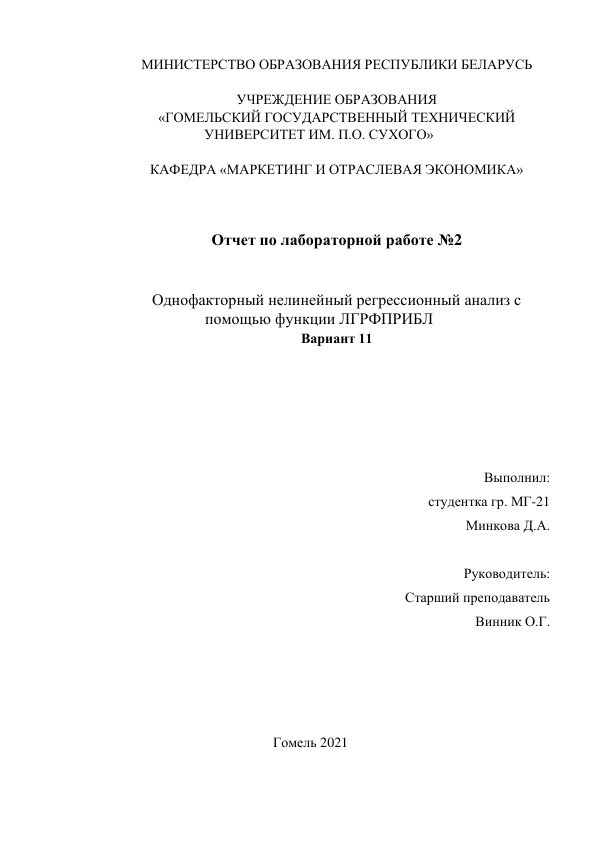 МИНИСТЕРСТВО ОБРАЗОВАНИЯ РЕСПУБЛИКИ БЕЛАРУСЬ
УЧРЕЖДЕНИЕ ОБРАЗОВАНИЯ
«ГОМЕЛЬСКИЙ ГОСУДАРСТВЕННЫЙ ТЕХНИЧЕСКИЙ
УНИВЕРСИТЕТ ИМ. П.О. СУХОГО»
КАФЕДРА «МАРКЕТИНГ И ОТРАСЛЕВАЯ ЭКОНОМИКА»
Отчет по лабораторной работе №2
Однофакторный нелинейный регрессионный анализ с
помощью функции ЛГРФПРИБЛ
Вариант 11
Выполнил:
студентка гр. МГ-21
Минкова Д.А.
Руководитель:
Старший преподаватель
Винник О.Г.
Гомель 2021